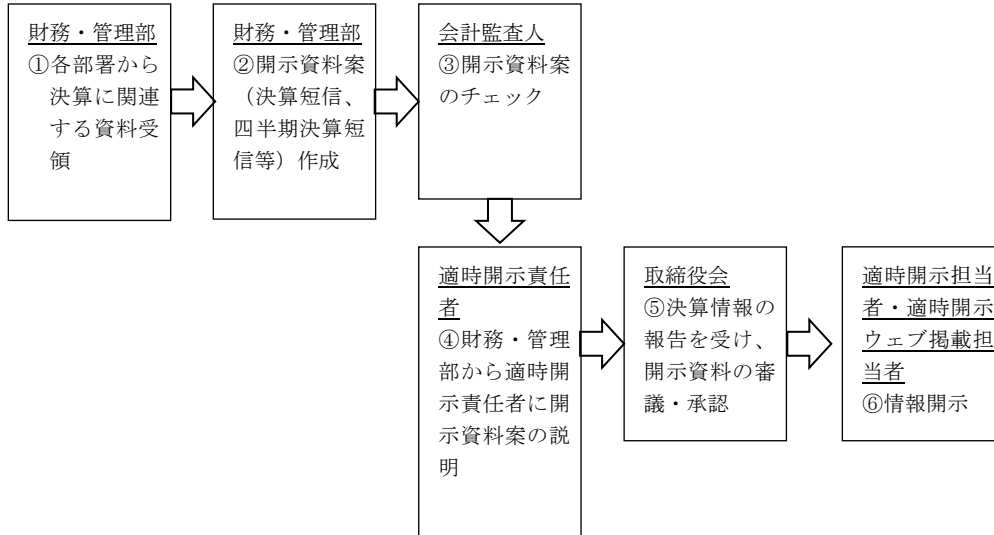 財務・管理部
①各部署から
決算に関連
する資料受
領
財務・管理部
②開示資料案
（決算短信、
四半期決算短
信等）作成
会計監査人
③開示資料案
のチェック
適時開示責任
者
④財務・管理
部から適時開
示責任者に開
示資料案の説
明
取締役会
⑤決算情報の
報告を受け、
開示資料の審
議・承認
適時開示担当
者・適時開示
ウェブ掲載担
当者
⑥情報開示